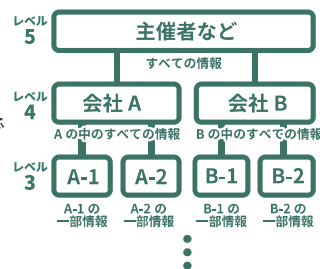 レベル
5
主催者など
すべての情報
レベル
4
会社 A
会社 B
A の中のすべての情報
B の中のすべての情報
レベル
3
A-1
A-2
B-1
B-2
A-1 の
一部情報
A-2 の
一部情報
B-1 の
一部情報
B-2 の
一部情報